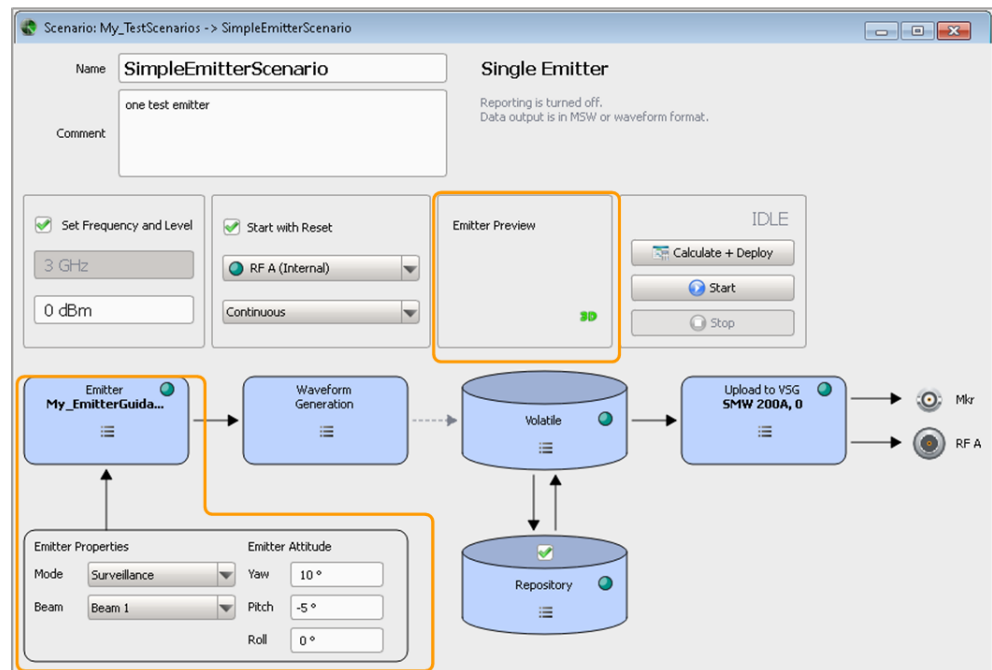 Scenario: My_TestScenarios -> SimpleEmitterScenario
Name
SimpleEmitterScenario
Single Emitter
Comment
one test emitter
Reporting is turned off.
Data output is in MSW or waveform format.
Set Frequency and Level
3 GHz
0 dBm
Start with Reset
RF A (Internal)
Continuous
Emitter Preview
3D
IDLE
Calculate + Deploy
Start
Stop
Emitter
My_EmitterGuida...
Waveform
Generation
Volatile
Upload to VSG
SMW 200A, 0
Mkr
RF A
Emitter Properties
Mode
Surveillance
Beam
Beam 1
Emitter Attitude
Yaw
10 °
Pitch
-5 °
Roll
0 °
Repository